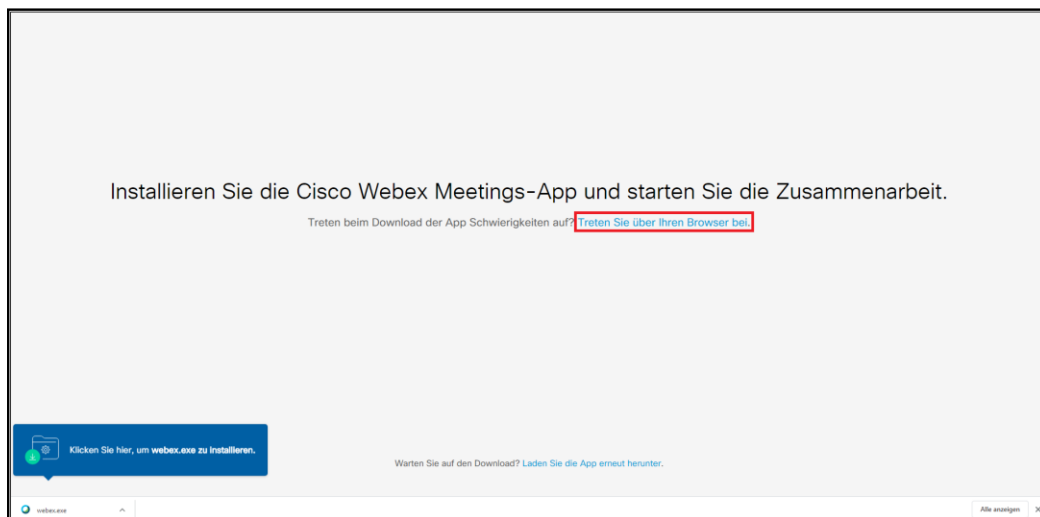 Installieren Sie die Cisco Webex Meetings-App und starten Sie die Zusammenarbeit.
Treten beim Download der App Schwierigkeiten auf? Treten Sie über Ihren Browser bei.
Klicken Sie hier, um webex.exe zu installieren.
Warten Sie auf den Download? Laden Sie die App erneut herunter.
webex.exe
Alle anzeigen